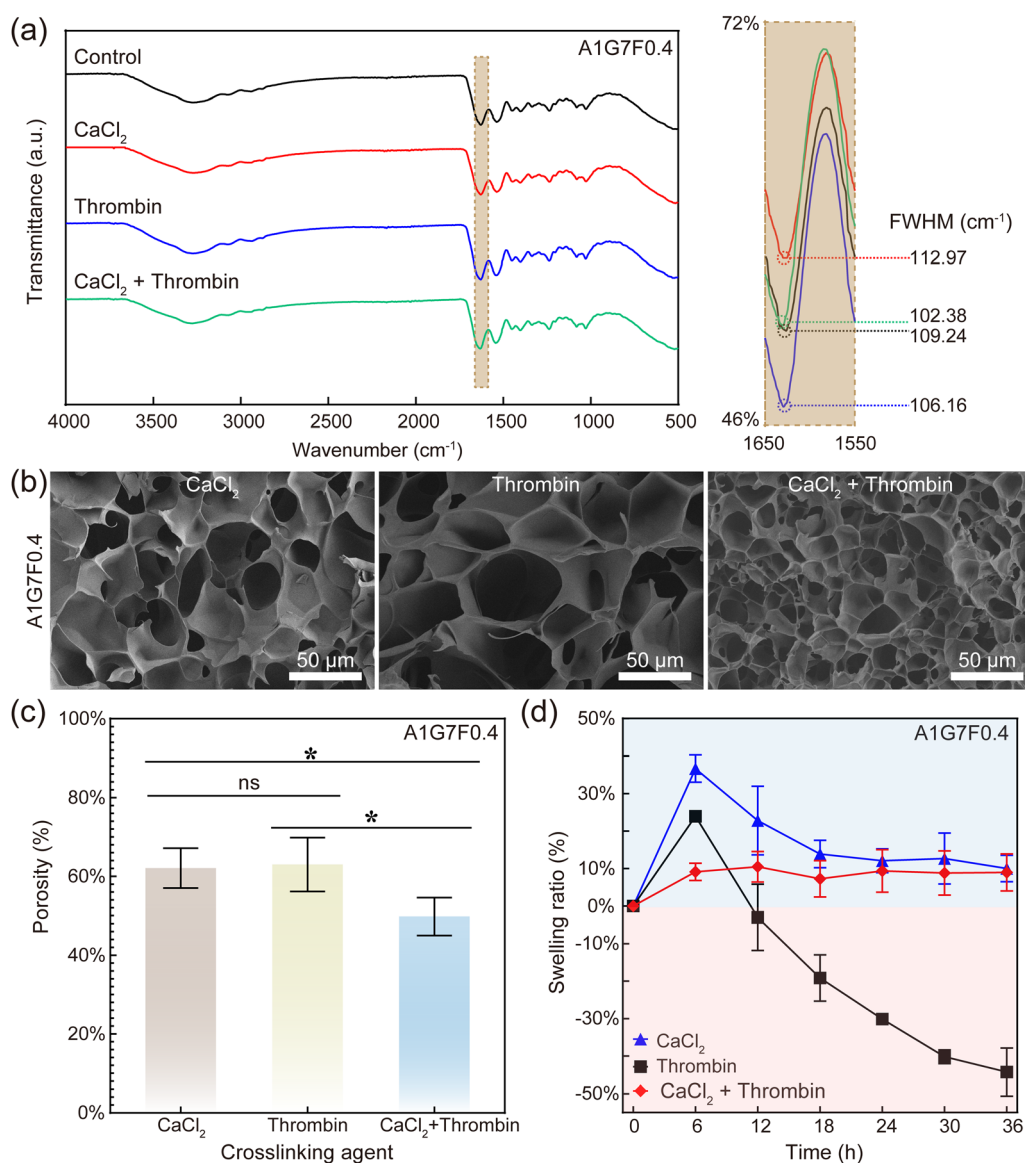 (a)
A1G7F0.4
Control
CaCl₂
Thrombin
CaCl₂ + Thrombin
Transmittance (a.u.)
4000 3500 3000 2500 2000 1500 1000 500
Wavenumber (cm⁻¹)
72%
46%
1650 1550
FWHM (cm⁻¹)
112.97
102.38
109.24
106.16
(b)
A1G7F0.4
CaCl₂
50 µm
Thrombin
50 µm
CaCl₂ + Thrombin
50 µm
(c)
A1G7F0.4
100%
80%
60%
40%
20%
0%
Porosity (%)
*
ns
*
CaCl₂ Thrombin CaCl₂+Thrombin
Crosslinking agent
(d)
A1G7F0.4
50%
30%
10%
0%
-10%
-30%
-50%
Swelling ratio (%)
CaCl₂
Thrombin
CaCl₂ + Thrombin
0 6 12 18 24 30 36
Time (h)